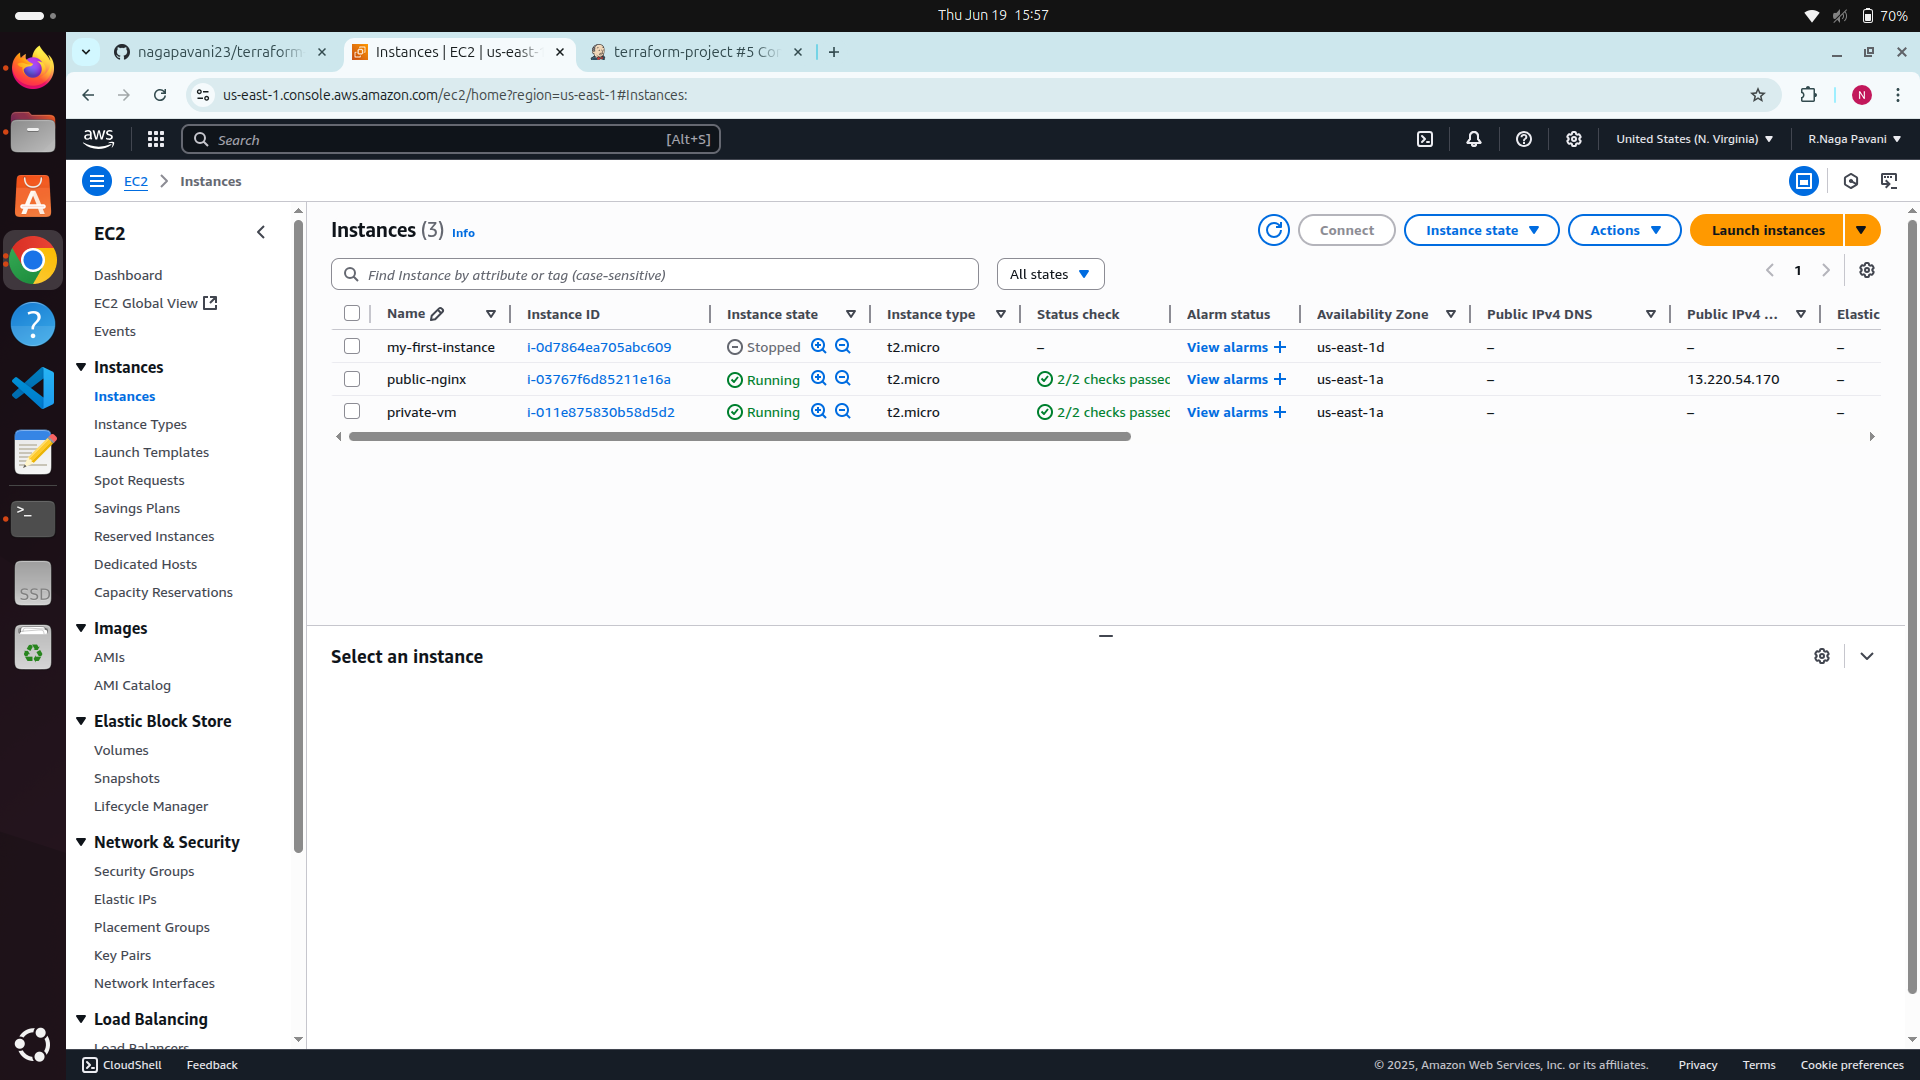 Thu Jun 19 15:57
70%
nagapavani23/terraform
Instances | EC2 | us-east-
terraform-project #5 Co
us-east-1.console.aws.amazon.com/ec2/home?region=us-east-1#Instances:
N
aws
Search
[Alt+S]
United States (N. Virginia)
R.Naga Pavani
EC2
Instances
EC2
Dashboard
EC2 Global View
Events
Instances
Instances
Instance Types
Launch Templates
Spot Requests
Savings Plans
Reserved Instances
Dedicated Hosts
Capacity Reservations
Images
AMIs
AMI Catalog
Elastic Block Store
Volumes
Snapshots
Lifecycle Manager
Network & Security
Security Groups
Elastic IPs
Placement Groups
Key Pairs
Network Interfaces
Load Balancing
Load Balancers
Instances (3) Info
Connect
Instance state
Actions
Launch instances
Find Instance by attribute or tag (case-sensitive)
All states
1
Name Instance ID Instance state Instance type Status check Alarm status Availability Zone Public IPv4 DNS Public IPv4 ... Elastic
my-first-instance i-0d7864ea705abc609 Stopped t2.micro – View alarms + us-east-1d – – –
public-nginx i-03767f6d85211e16a Running t2.micro 2/2 checks passec View alarms + us-east-1a – 13.220.54.170 –
private-vm i-011e875830b58d5d2 Running t2.micro 2/2 checks passec View alarms + us-east-1a – – –
Select an instance
SSD
CloudShell
Feedback
© 2025, Amazon Web Services, Inc. or its affiliates.
Privacy
Terms
Cookie preferences